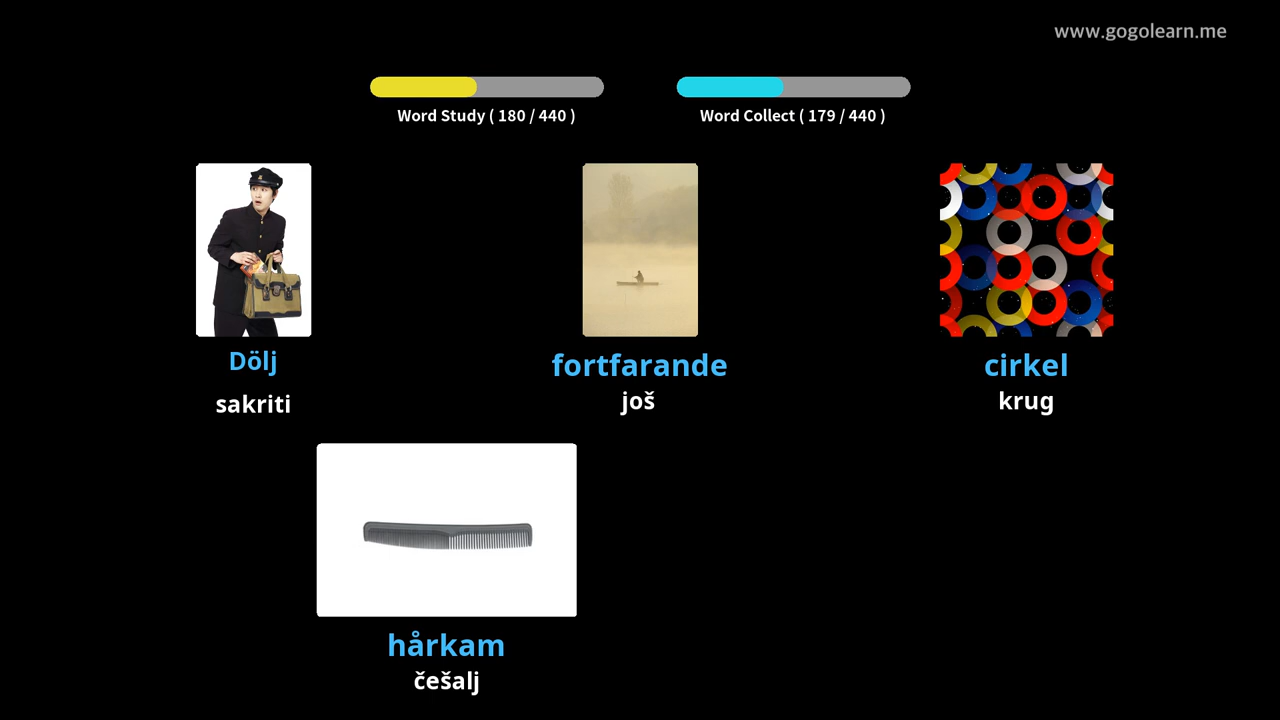 www.gogolearn.me
Word Study ( 180 / 440 )
Word Collect ( 179 / 440 )
Dölj
sakriti
fortfarande
još
cirkel
krug
hårkam
češalj